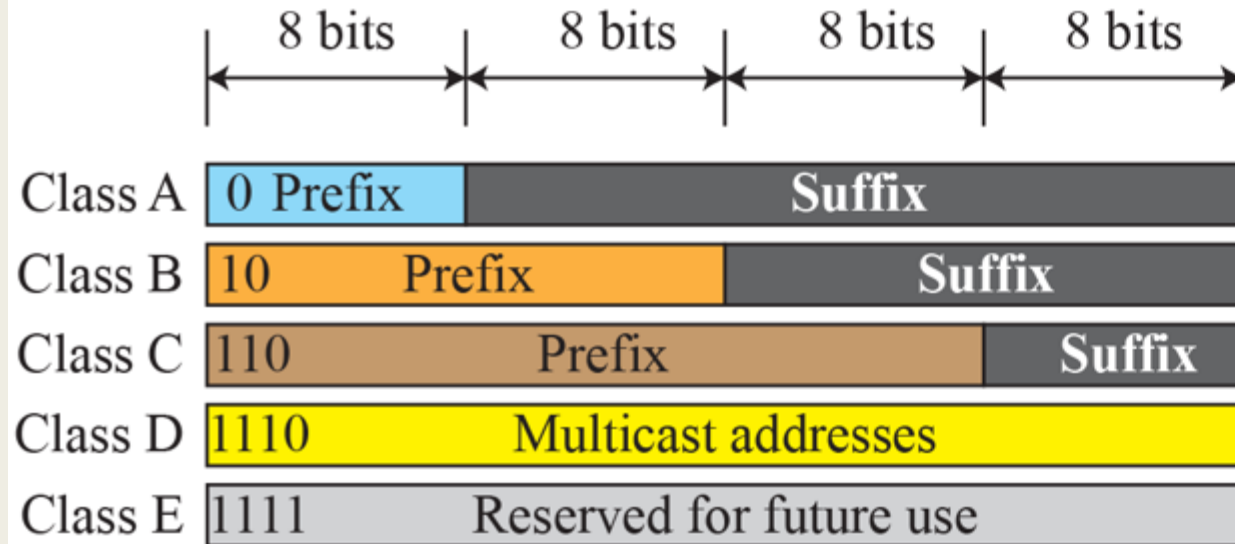 8 bits 8 bits 8 bits 8 bits
Class A 0 Prefix Suffix
Class B 10 Prefix Suffix
Class C 110 Prefix Suffix
Class D 1110 Multicast addresses
Class E 1111 Reserved for future use